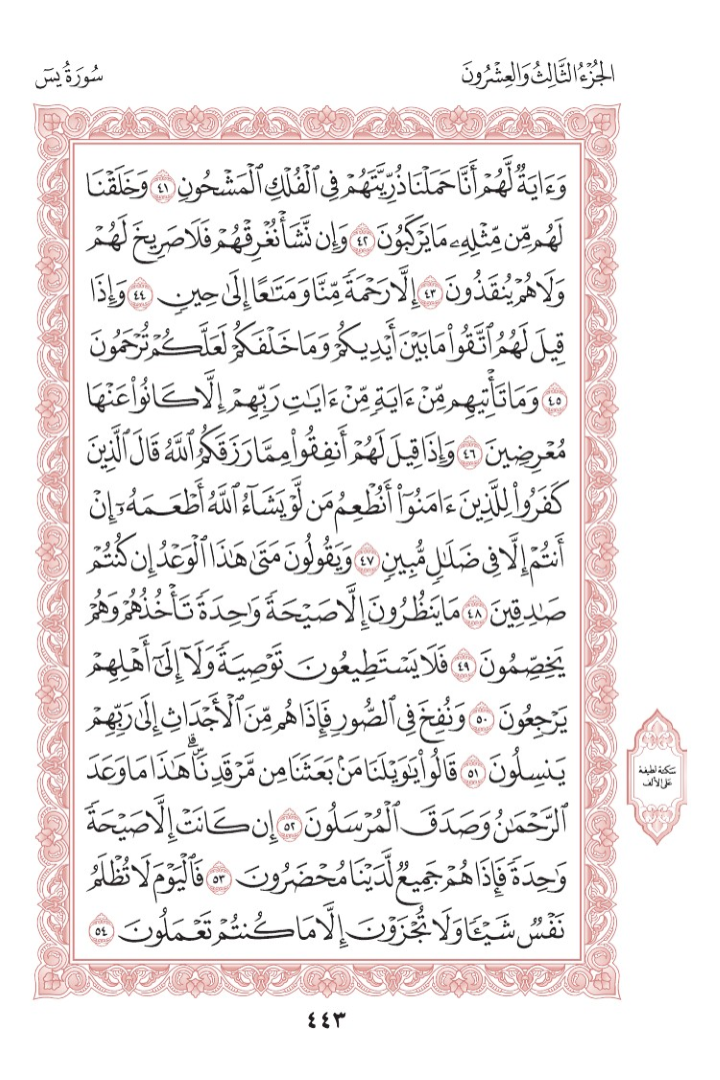 الجُزْءُ الثَّالِثُ وَالعِشْرُونَ
سُورَةُ يسٓ
وَءَايَةٞ لَّهُمۡ أَنَّا حَمَلۡنَا ذُرِّيَّتَهُمۡ فِي ٱلۡفُلۡكِ ٱلۡمَشۡحُونِ ٤١ وَخَلَقۡنَا
لَهُم مِّن مِّثۡلِهِۦ مَا يَرۡكَبُونَ ٤٢ وَإِن نَّشَأۡ نُغۡرِقۡهُمۡ فَلَا صَرِيخَ لَهُمۡ
وَلَا هُمۡ يُنقَذُونَ ٤٣ إِلَّا رَحۡمَةٗ مِّنَّا وَمَتَٰعًا إِلَىٰ حِينٖ ٤٤ وَإِذَا
قِيلَ لَهُمُ ٱتَّقُواْ مَا بَيۡنَ أَيۡدِيكُمۡ وَمَا خَلۡفَكُمۡ لَعَلَّكُمۡ تُرۡحَمُونَ
٤٥ وَمَا تَأۡتِيهِم مِّنۡ ءَايَةٖ مِّنۡ ءَايَٰتِ رَبِّهِمۡ إِلَّا كَانُواْ عَنۡهَا
مُعۡرِضِينَ ٤٦ وَإِذَا قِيلَ لَهُمۡ أَنفِقُواْ مِمَّا رَزَقَكُمُ ٱللَّهُ قَالَ ٱلَّذِينَ
كَفَرُواْ لِلَّذِينَ ءَامَنُوٓاْ أَنُطۡعِمُ مَن لَّوۡ يَشَآءُ ٱللَّهُ أَطۡعَمَهُۥٓ إِنۡ
أَنتُمۡ إِلَّا فِي ضَلَٰلٖ مُّبِينٖ ٤٧ وَيَقُولُونَ مَتَىٰ هَٰذَا ٱلۡوَعۡدُ إِن كُنتُمۡ
صَٰدِقِينَ ٤٨ مَا يَنظُرُونَ إِلَّا صَيۡحَةٗ وَٰحِدَةٗ تَأۡخُذُهُمۡ وَهُمۡ
يَخِصِّمُونَ ٤٩ فَلَا يَسۡتَطِيعُونَ تَوۡصِيَةٗ وَلَآ إِلَىٰٓ أَهۡلِهِمۡ
يَرۡجِعُونَ ٥٠ وَنُفِخَ فِي ٱلصُّورِ فَإِذَا هُم مِّنَ ٱلۡأَجۡدَاثِ إِلَىٰ رَبِّهِمۡ
يَنسِلُونَ ٥١ قَالُواْ يَٰوَيۡلَنَا مَنۢ بَعَثَنَا مِن مَّرۡقَدِنَاۜۗ هَٰذَا مَا وَعَدَ
ٱلرَّحۡمَٰنُ وَصَدَقَ ٱلۡمُرۡسَلُونَ ٥٢ إِن كَانَتۡ إِلَّا صَيۡحَةٗ
وَٰحِدَةٗ فَإِذَا هُمۡ جَمِيعٞ لَّدَيۡنَا مُحۡضَرُونَ ٥٣ فَٱلۡيَوۡمَ لَا تُظۡلَمُ
نَفۡسٞ شَيۡـٔٗا وَلَا تُجۡزَوۡنَ إِلَّا مَا كُنتُمۡ تَعۡمَلُونَ ٥٤
سكتة لطيفة
على الألف
٤٤٣